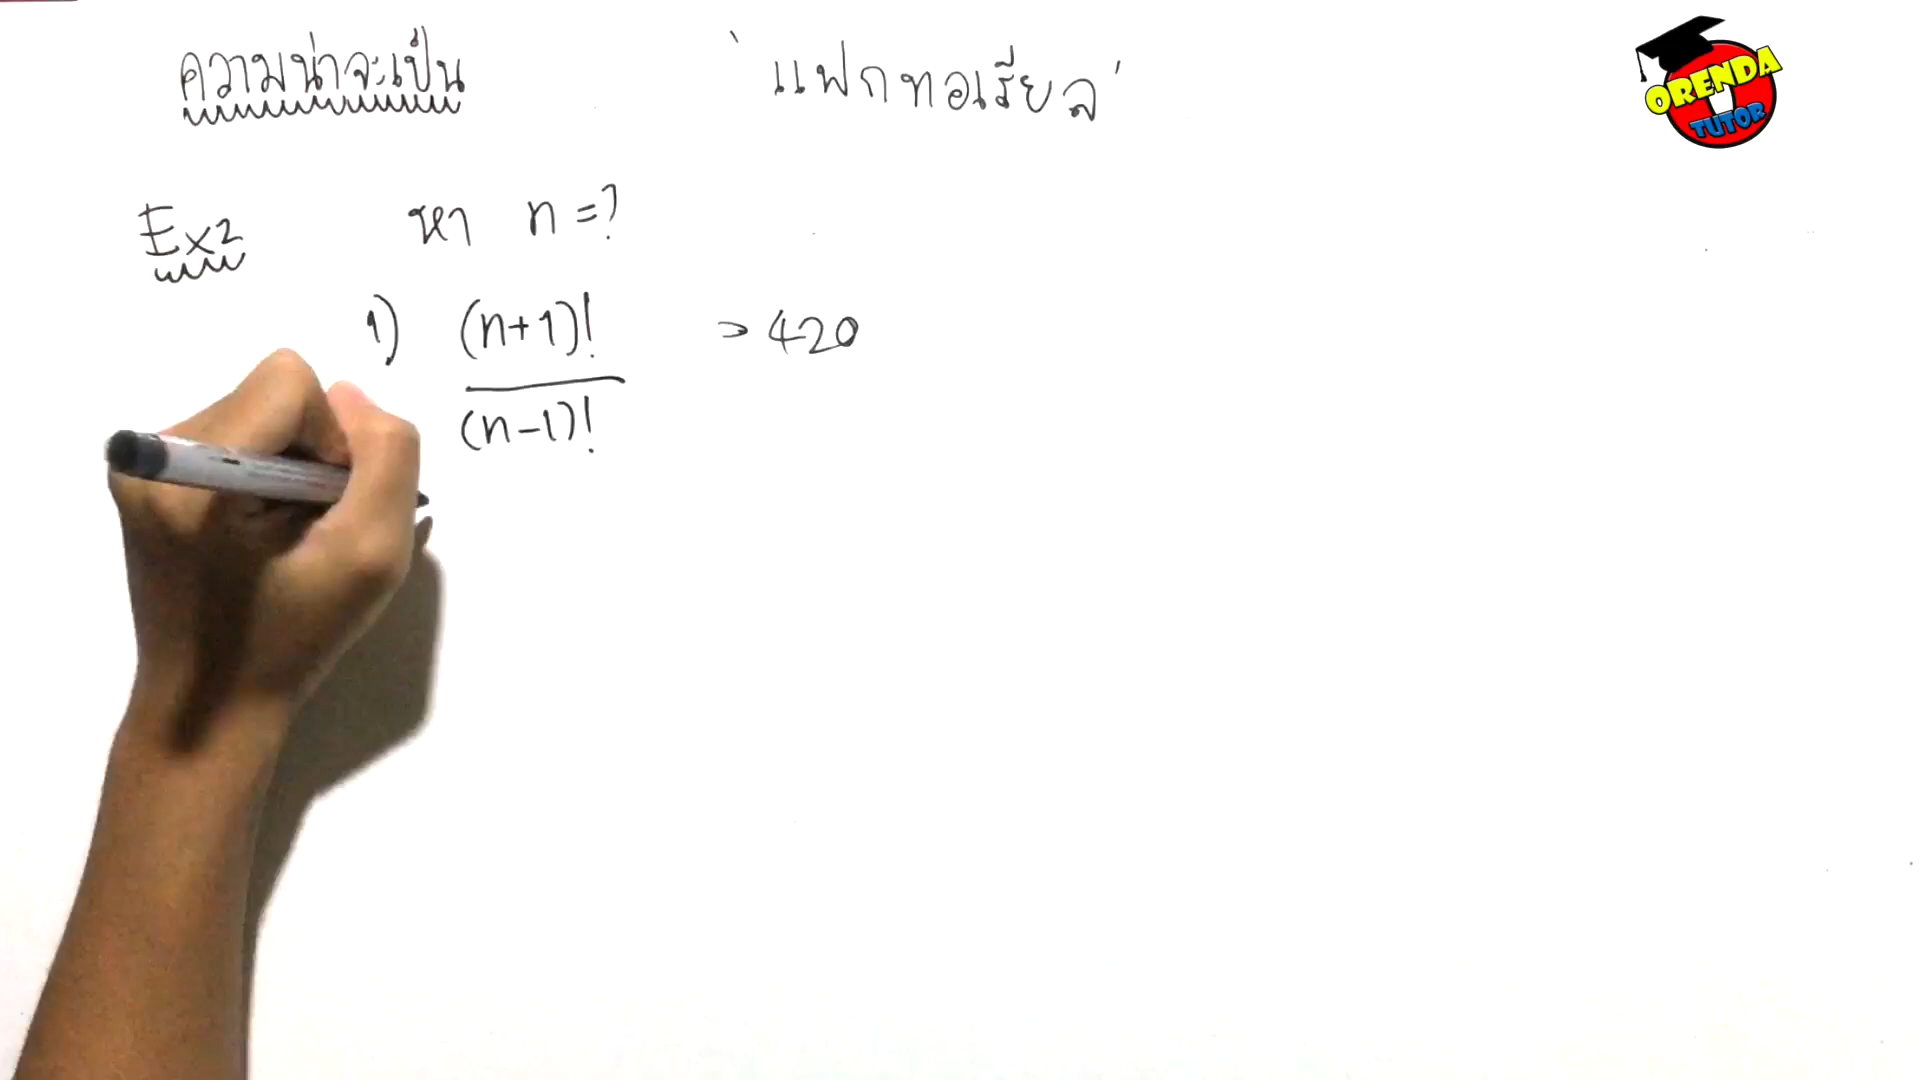 ความน่าจะเป็น
'แฟกทอเรียล'
ORENDA
TUTOR
Ex2 หา n = ?
1) (n+1)! = 420
(n-1)!